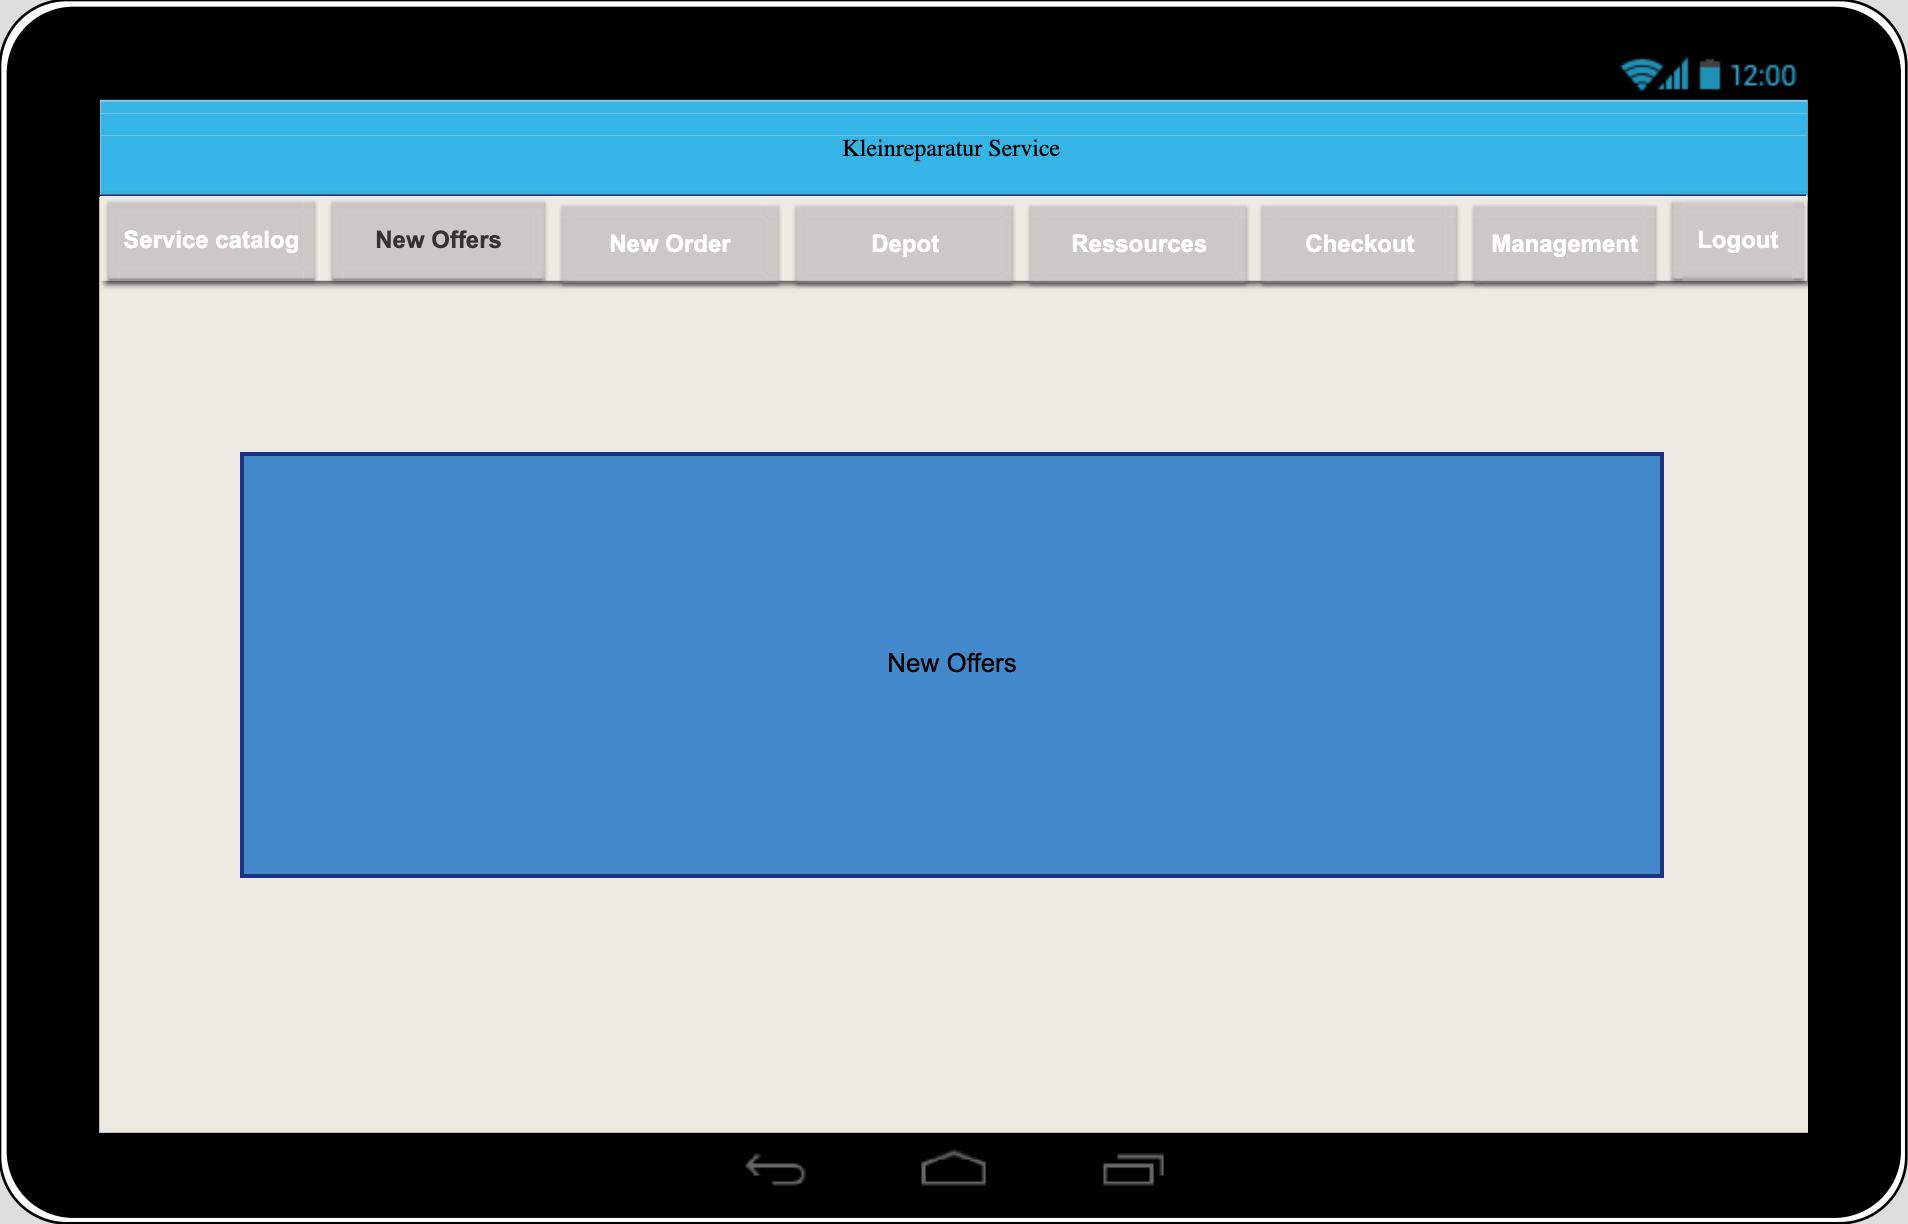 12:00
Kleinreparatur Service
Service catalog
New Offers
New Order
Depot
Ressources
Checkout
Management
Logout
New Offers